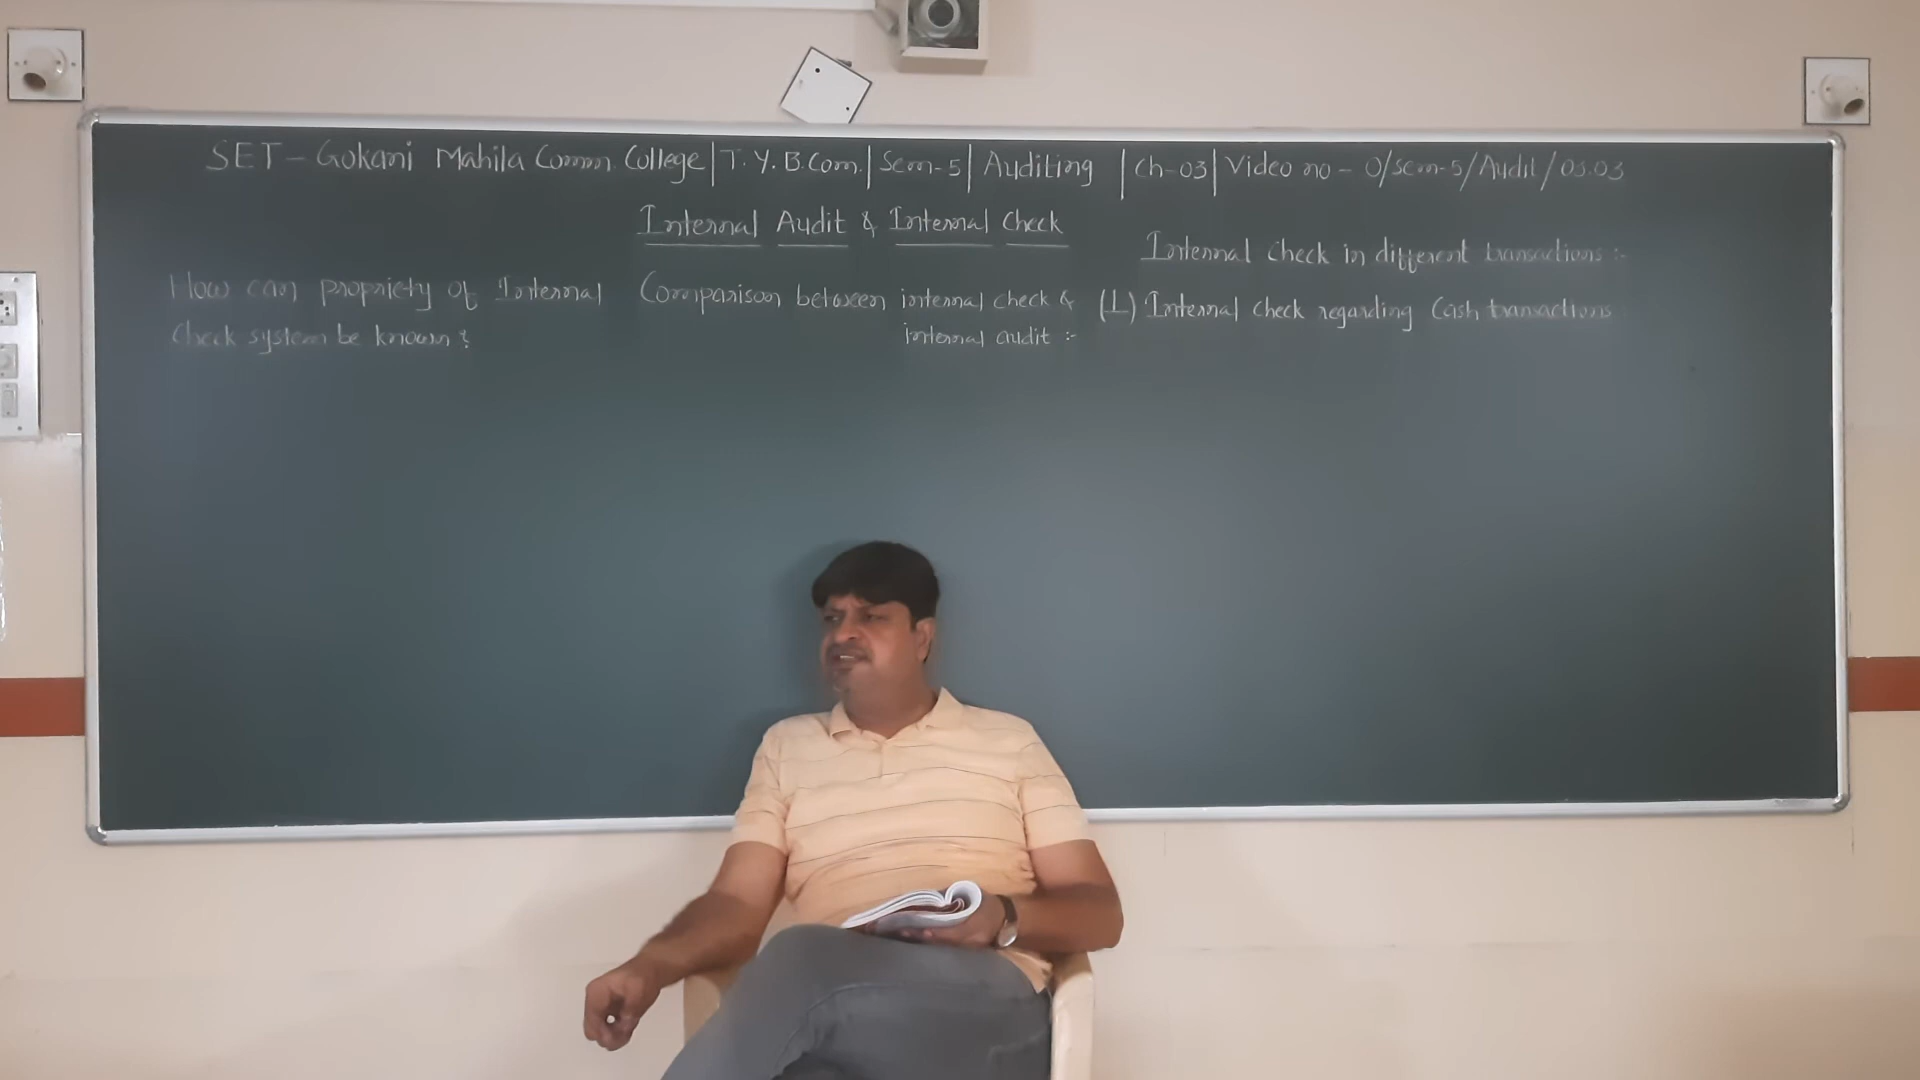 SET - Gokani Mahila Comm. College | T. Y. B.Com. | Sem-5 | Auditing | Ch-03 | Video no - O/Sem-5/Audit/03.03
Internal Audit & Internal Check
How can propriety of Internal
Check system be known?
Comparison between internal check &
internal audit :-
Internal Check in different transactions :-
(1) Internal Check regarding Cash transactions